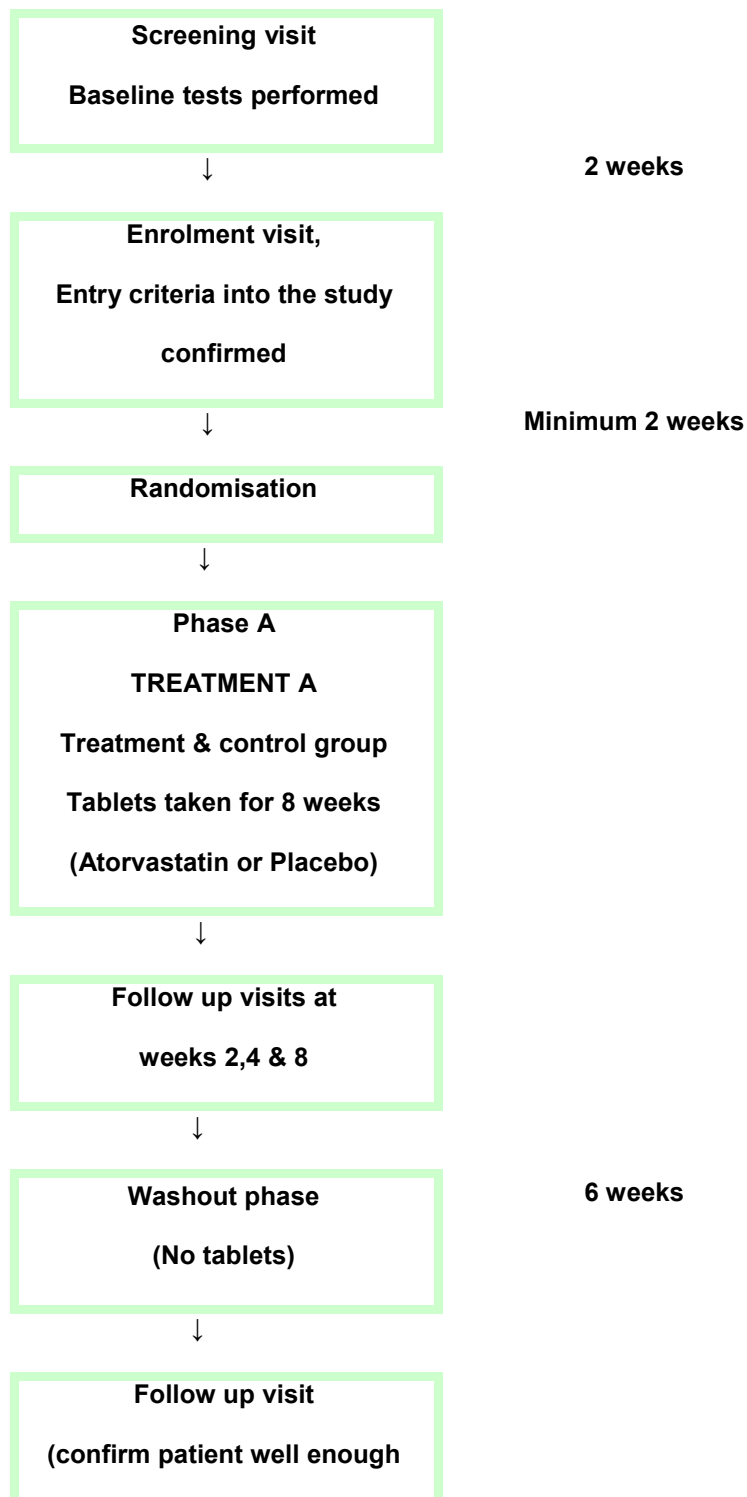 Screening visit
Baseline tests performed
↓ 2 weeks
Enrolment visit,
Entry criteria into the study
confirmed
↓ Minimum 2 weeks
Randomisation
↓
Phase A
TREATMENT A
Treatment & control group
Tablets taken for 8 weeks
(Atorvastatin or Placebo)
↓
Follow up visits at
weeks 2,4 & 8
↓
Washout phase 6 weeks
(No tablets)
↓
Follow up visit
(confirm patient well enough